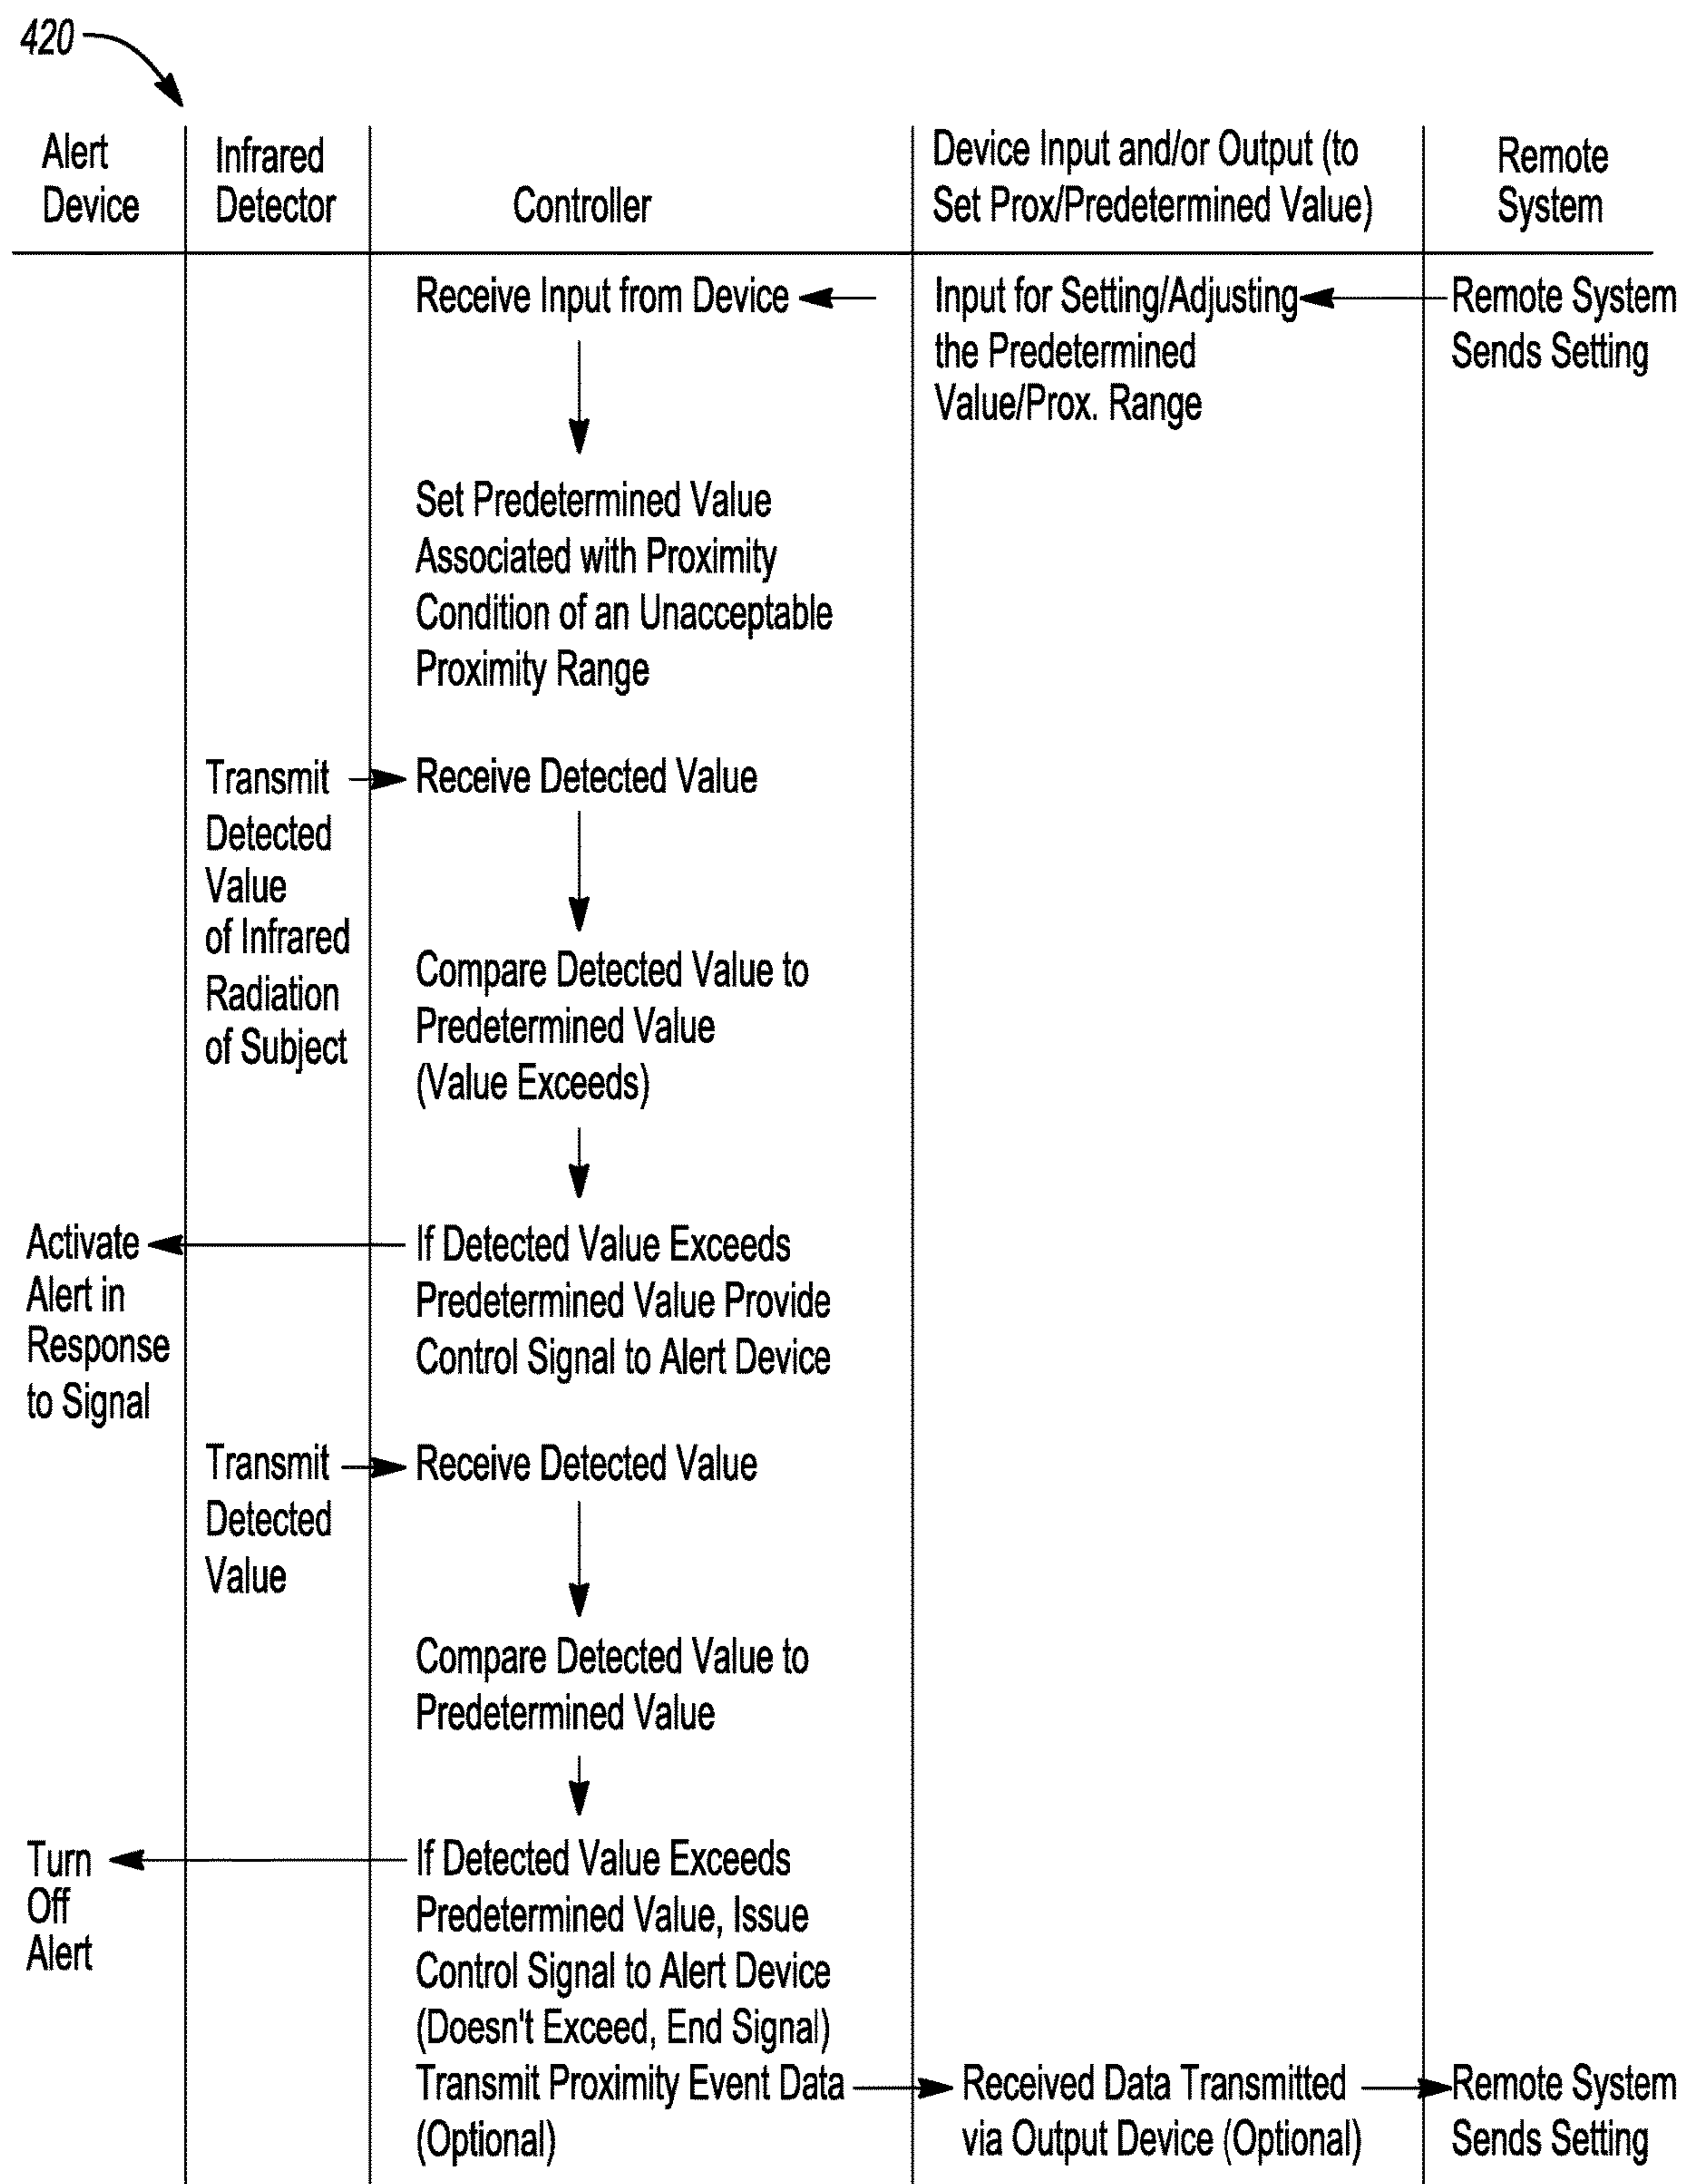 420
Alert
Device
Infrared
Detector
Controller
Device Input and/or Output (to
Set Prox/Predetermined Value)
Remote
System
Receive Input from Device
Input for Setting/Adjusting
the Predetermined
Value/Prox. Range
Remote System
Sends Setting
Set Predetermined Value
Associated with Proximity
Condition of an Unacceptable
Proximity Range
Transmit
Detected
Value
of Infrared
Radiation
of Subject
Receive Detected Value
Compare Detected Value to
Predetermined Value
(Value Exceeds)
Activate
Alert in
Response
to Signal
If Detected Value Exceeds
Predetermined Value Provide
Control Signal to Alert Device
Transmit
Detected
Value
Receive Detected Value
Compare Detected Value to
Predetermined Value
Turn
Off
Alert
If Detected Value Exceeds
Predetermined Value, Issue
Control Signal to Alert Device
(Doesn't Exceed, End Signal)
Transmit Proximity Event Data
(Optional)
Received Data Transmitted
via Output Device (Optional)
Remote System
Sends Setting